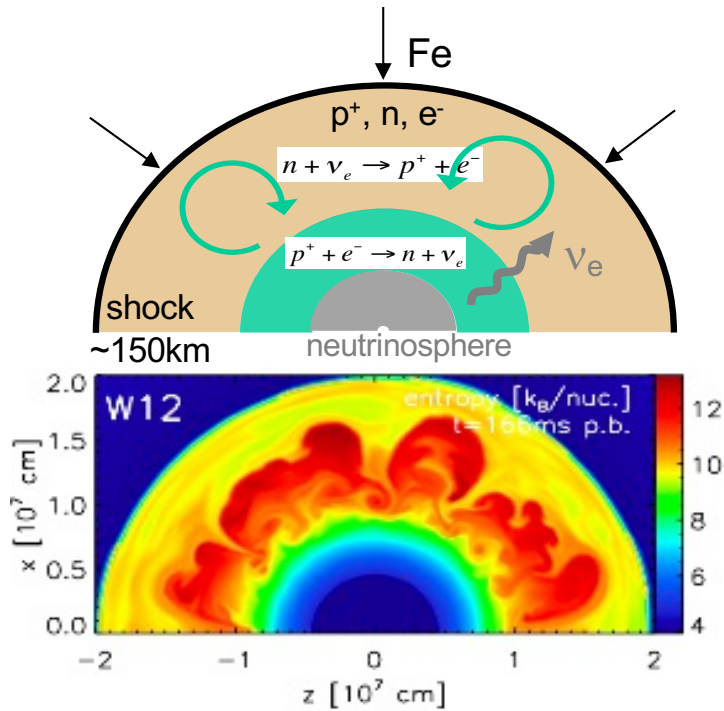 Fe
p⁺, n, e⁻
n + νₑ → p⁺ + e⁻
p⁺ + e⁻ → n + νₑ
νₑ
shock
~150km
neutrinosphere
W12
entropy [k_B/nuc.]
t=166ms p.b.
x [10⁷ cm]
2.0
1.5
1.0
0.5
0.0
12
10
8
6
4
−2
−1
0
1
2
z [10⁷ cm]